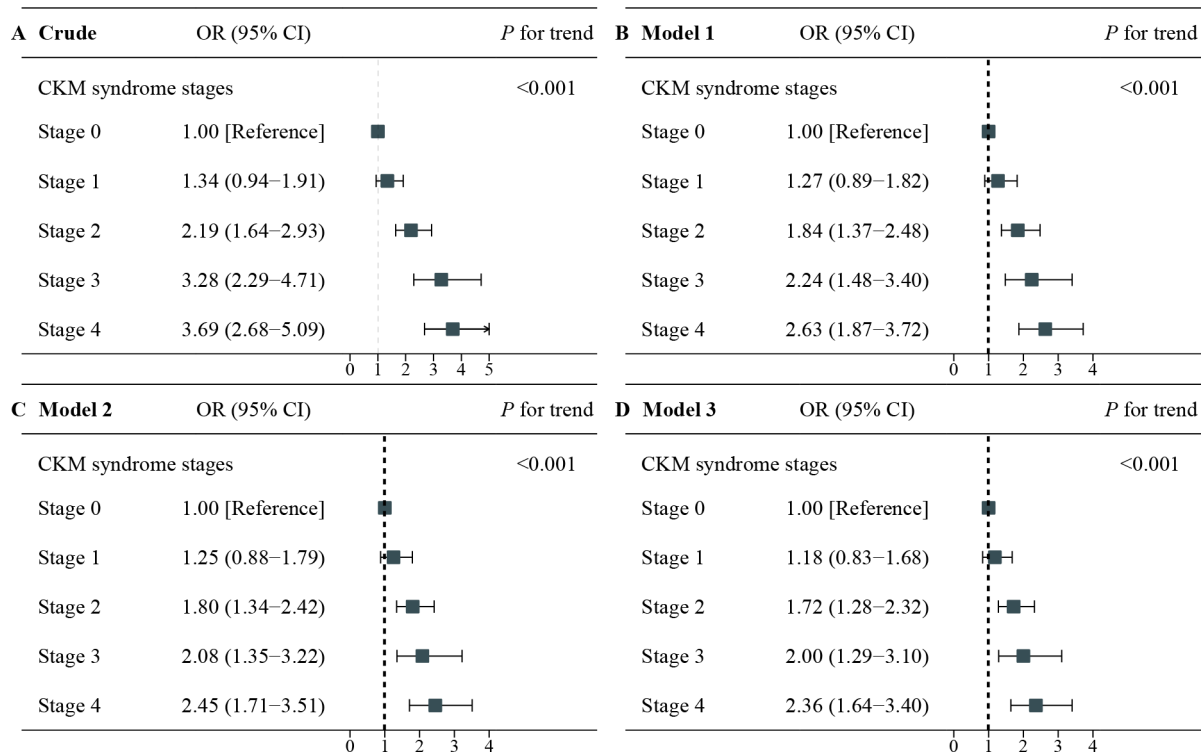 A Crude OR (95% CI) P for trend
CKM syndrome stages <0.001
Stage 0 1.00 [Reference]
Stage 1 1.34 (0.94−1.91)
Stage 2 2.19 (1.64−2.93)
Stage 3 3.28 (2.29−4.71)
Stage 4 3.69 (2.68−5.09)
0 1 2 3 4 5
B Model 1 OR (95% CI) P for trend
CKM syndrome stages <0.001
Stage 0 1.00 [Reference]
Stage 1 1.27 (0.89−1.82)
Stage 2 1.84 (1.37−2.48)
Stage 3 2.24 (1.48−3.40)
Stage 4 2.63 (1.87−3.72)
0 1 2 3 4
C Model 2 OR (95% CI) P for trend
CKM syndrome stages <0.001
Stage 0 1.00 [Reference]
Stage 1 1.25 (0.88−1.79)
Stage 2 1.80 (1.34−2.42)
Stage 3 2.08 (1.35−3.22)
Stage 4 2.45 (1.71−3.51)
0 1 2 3 4
D Model 3 OR (95% CI) P for trend
CKM syndrome stages <0.001
Stage 0 1.00 [Reference]
Stage 1 1.18 (0.83−1.68)
Stage 2 1.72 (1.28−2.32)
Stage 3 2.00 (1.29−3.10)
Stage 4 2.36 (1.64−3.40)
0 1 2 3 4